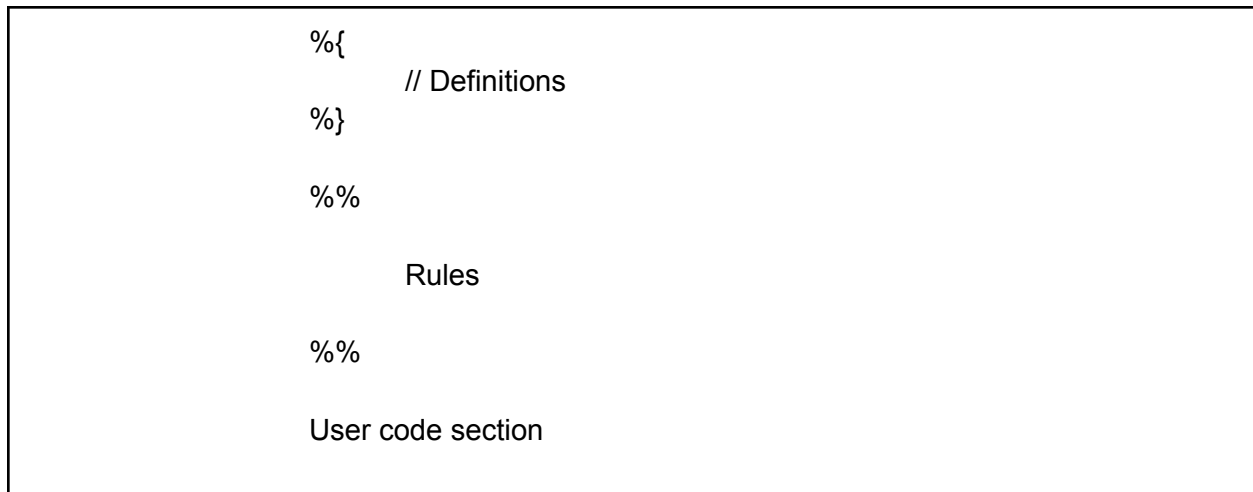 %{
// Definitions
%}
%%
Rules
%%
User code section